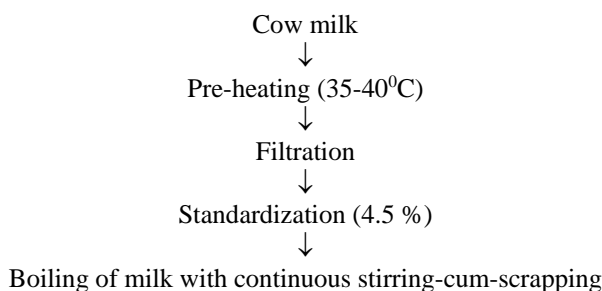 Cow milk
↓
Pre-heating (35-40⁰C)
↓
Filtration
↓
Standardization (4.5 %)
↓
Boiling of milk with continuous stirring-cum-scrapping